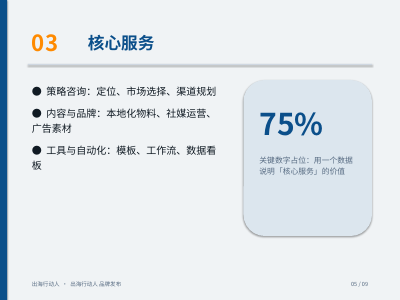 03 核心服务
● 策略咨询：定位、市场选择、渠道规划
● 内容与品牌：本地化物料、社媒运营、
广告素材
● 工具与自动化：模板、工作流、数据看
板
75%
关键数字占位：用一个数据
说明「核心服务」的价值
出海行动人 · 出海行动人 品牌发布
05 / 09